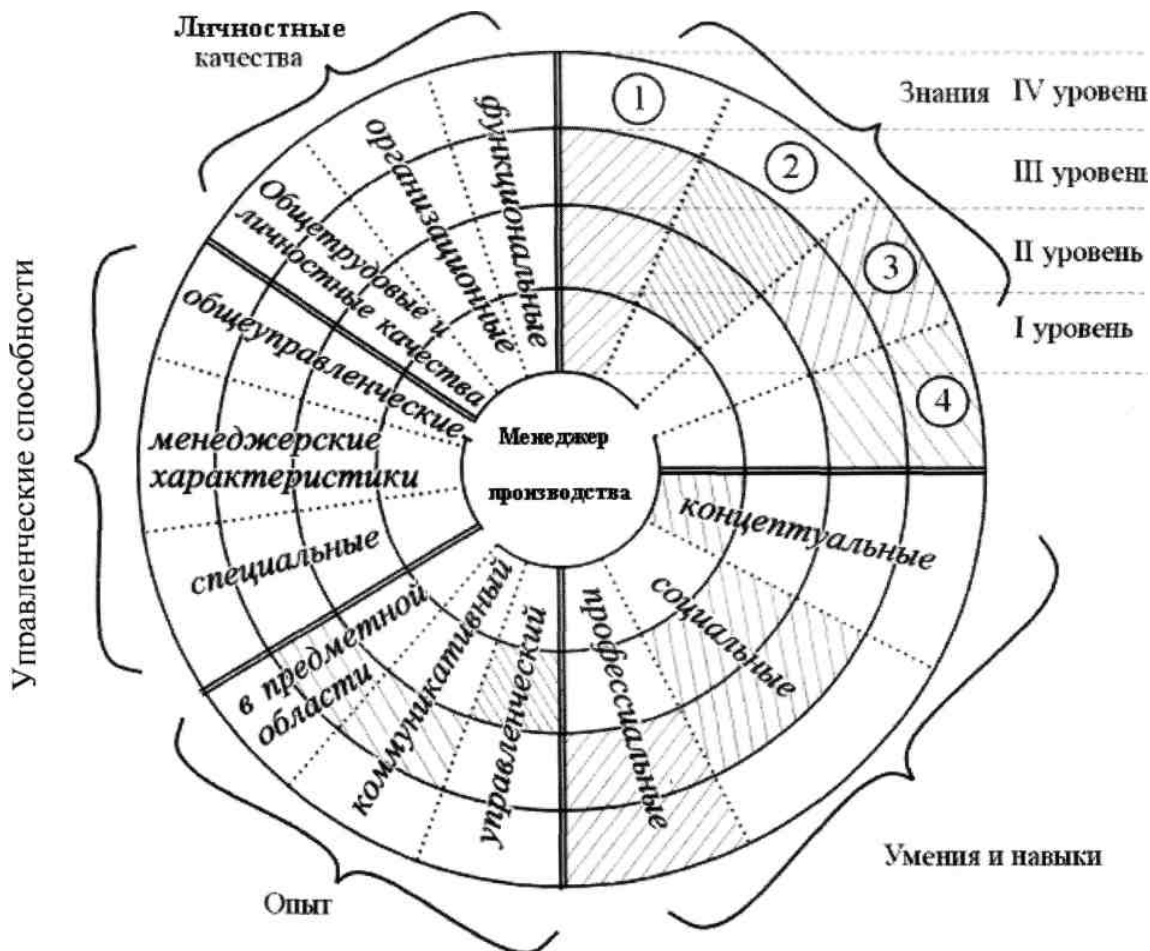 Личностные
качества
Знания
IV уровень
III уровень
II уровень
I уровень
1
2
3
4
функциональные
организационные
Общетрудовые и
личностные качества
Управленческие способности
общеуправленческие
менеджерские
характеристики
специальные
Менеджер
производства
концептуальные
социальные
профессиальные
управленческий
коммуникативный
в предметной
области
Умения и навыки
Опыт